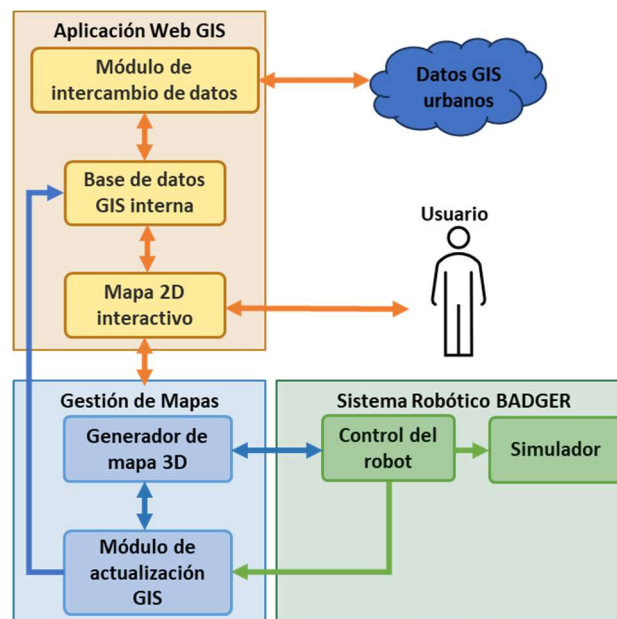 Aplicación Web GIS
Módulo de
intercambio de datos
Datos GIS
urbanos
Base de datos
GIS interna
Usuario
Mapa 2D
interactivo
Gestión de Mapas
Sistema Robótico BADGER
Generador de
mapa 3D
Control del
robot
Simulador
Módulo de
actualización
GIS